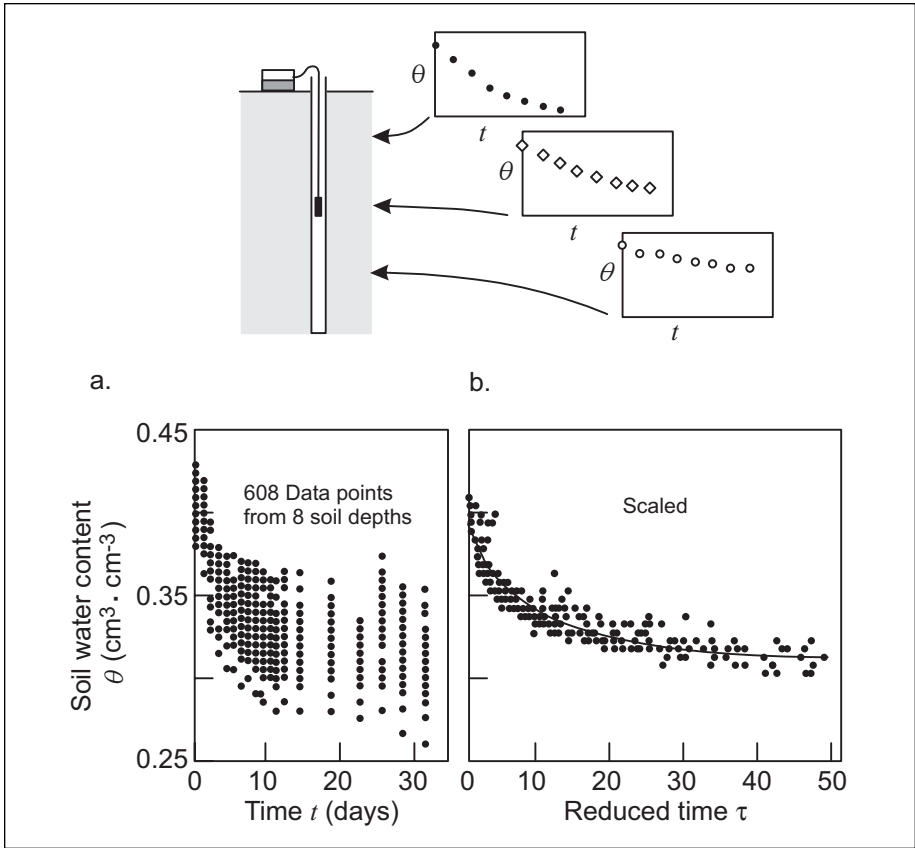 θ
t
θ
t
θ
t
a.
b.
0.45
0.35
0.25
Soil water content
θ (cm³ · cm-³)
608 Data points
from 8 soil depths
0 10 20 30
Time t (days)
Scaled
0 10 20 30 40 50
Reduced time τ